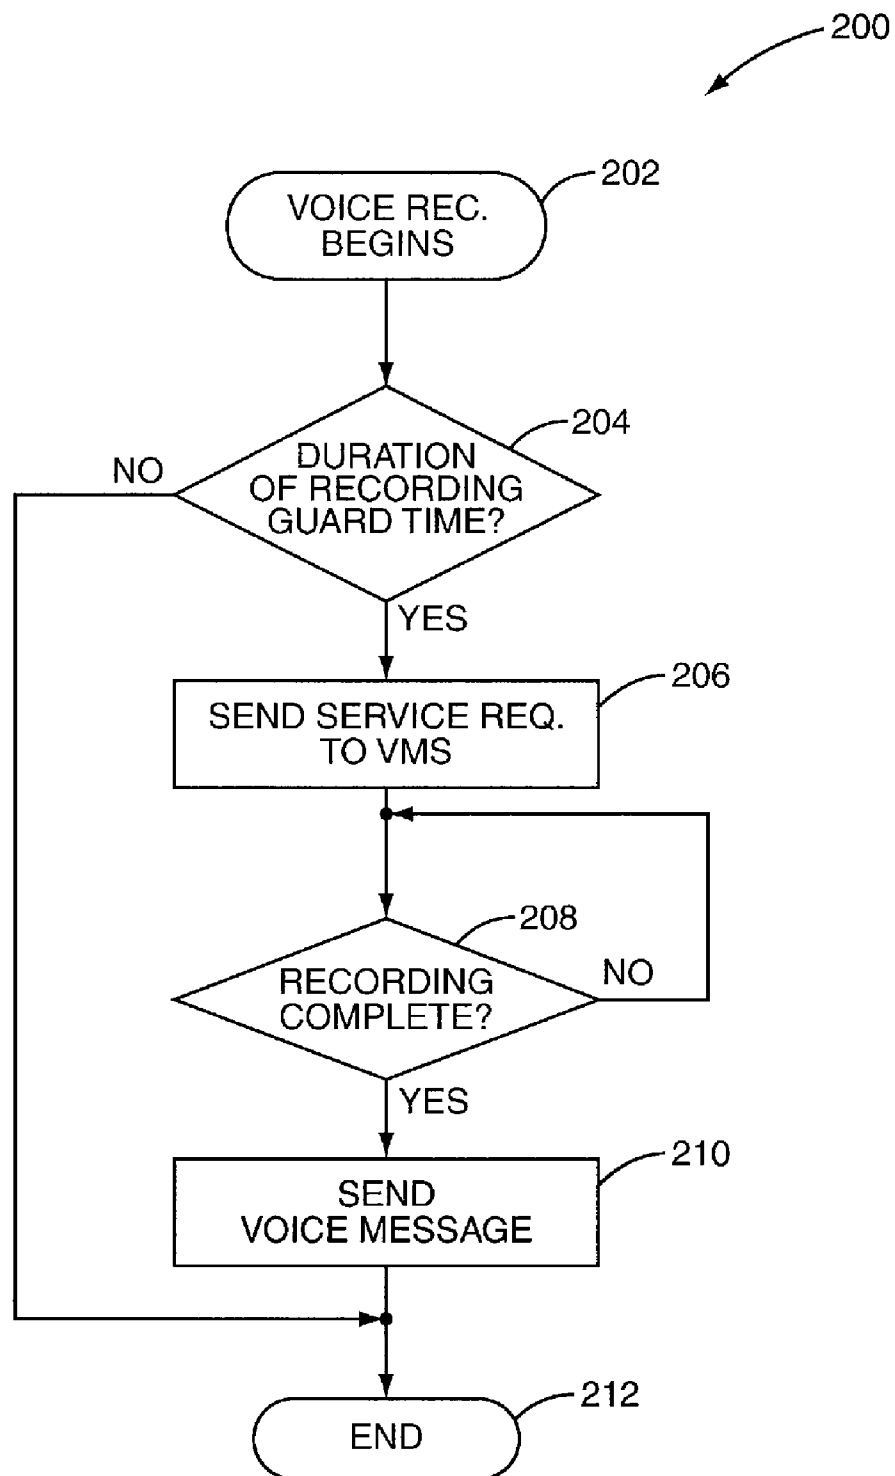 200
202
VOICE REC.
BEGINS
204
NO
DURATION
OF RECORDING
GUARD TIME?
YES
206
SEND SERVICE REQ.
TO VMS
208
RECORDING
COMPLETE?
NO
YES
210
SEND
VOICE MESSAGE
212
END